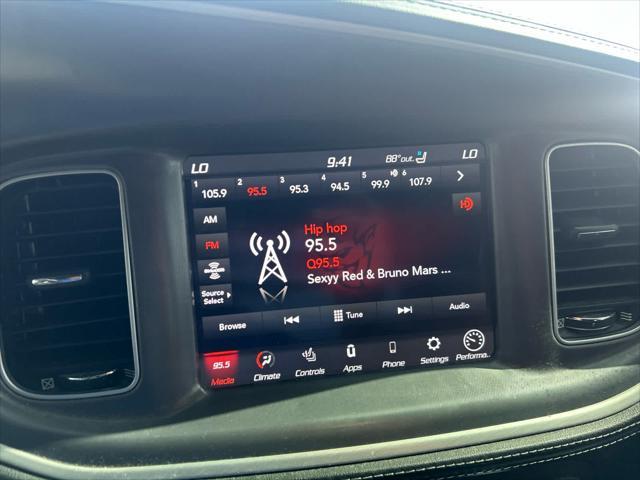 LO 9:41 88°out. LO
1 105.9 2 95.5 3 95.3 4 94.5 5 99.9 6 107.9
AM
FM
Source
Select
Hip hop
95.5
Q95.5
Sexyy Red & Bruno Mars ...
HD
Browse Tune Audio
95.5
Media Climate Controls Apps Phone Settings Performa..